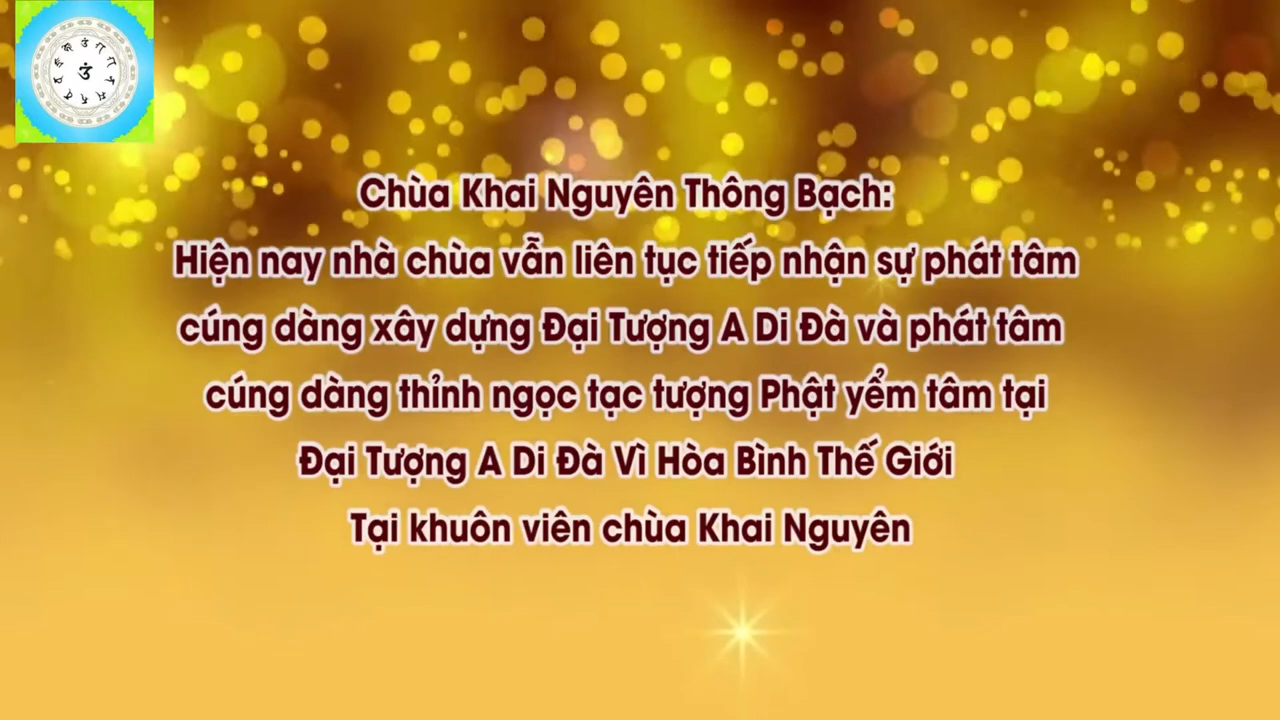 Chùa Khai Nguyên Thông Bạch:
Hiện nay nhà chùa vẫn liên tục tiếp nhận sự phát tâm
cúng dàng xây dựng Đại Tượng A Di Đà và phát tâm
cúng dàng thỉnh ngọc tạc tượng Phật yểm tâm tại
Đại Tượng A Di Đà Vì Hòa Bình Thế Giới
Tại khuôn viên chùa Khai Nguyên